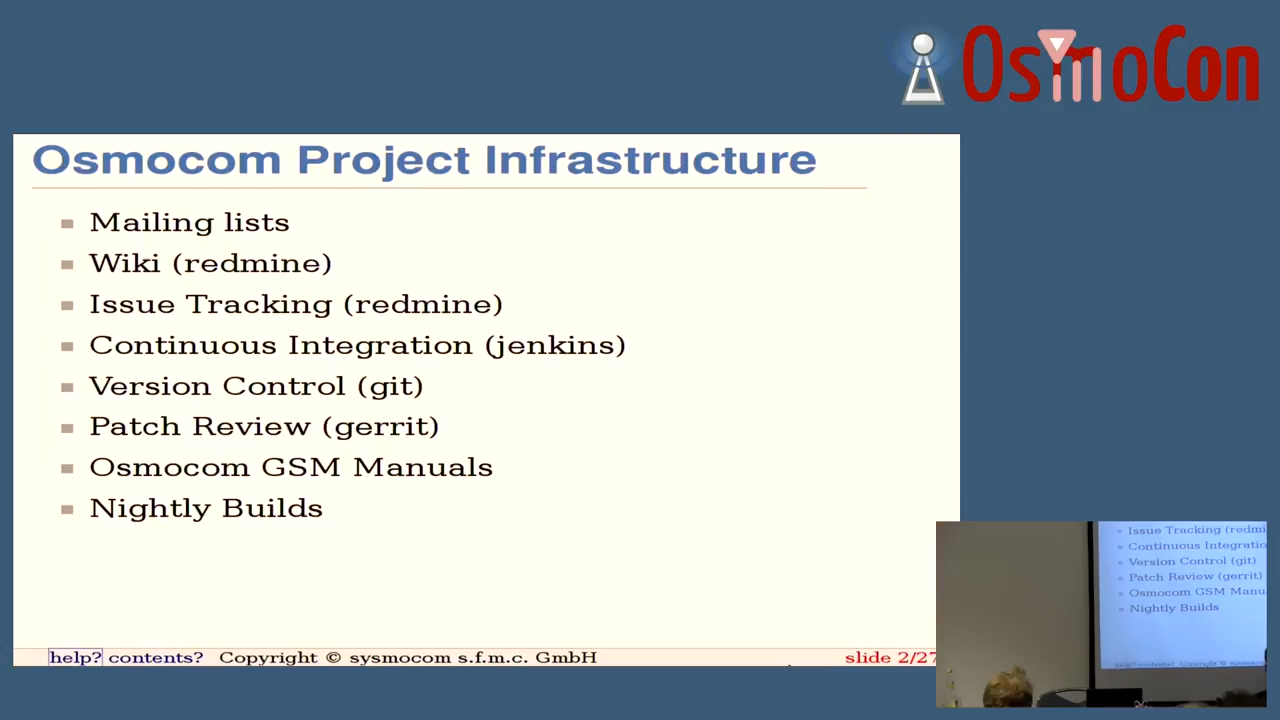 OsmoCon
Osmocom Project Infrastructure
Mailing lists
Wiki (redmine)
Issue Tracking (redmine)
Continuous Integration (jenkins)
Version Control (git)
Patch Review (gerrit)
Osmocom GSM Manuals
Nightly Builds
help? contents? Copyright © sysmocom s.f.m.c. GmbH
slide 2/27
Issue Tracking (redmi
Continuous Integratio
Version Control (git)
Patch Review (gerrit)
Osmocom GSM Manu
Nightly Builds